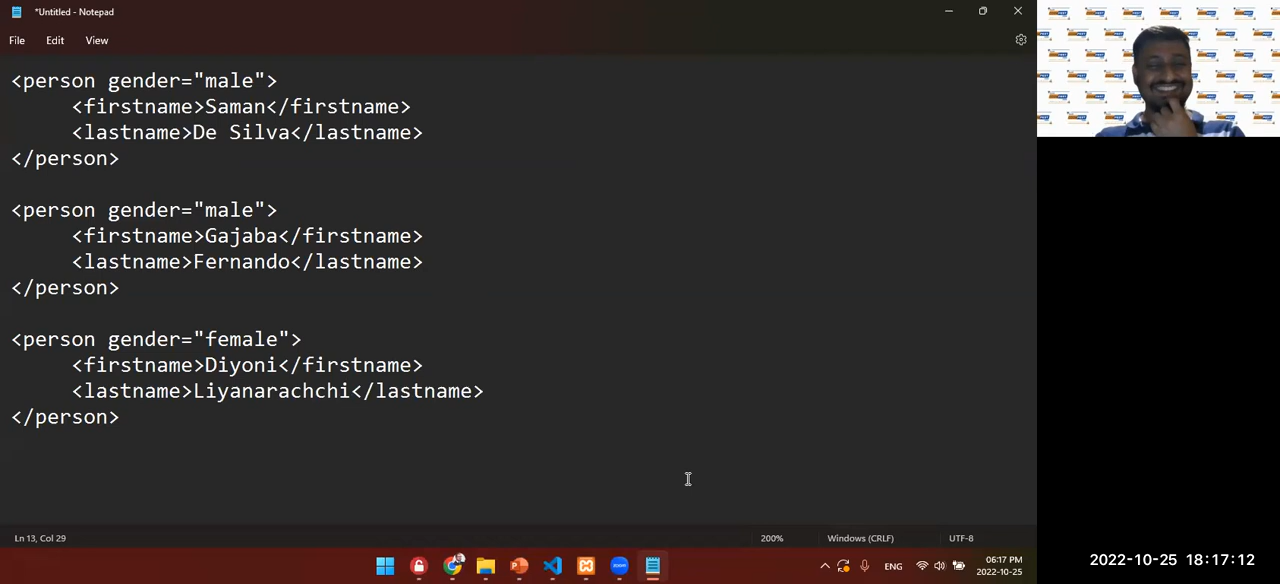 *Untitled - Notepad
File Edit View
<person gender="male">
<firstname>Saman</firstname>
<lastname>De Silva</lastname>
</person>
<person gender="male">
<firstname>Gajaba</firstname>
<lastname>Fernando</lastname>
</person>
<person gender="female">
<firstname>Diyoni</firstname>
<lastname>Liyanarachchi</lastname>
</person>
Ln 13, Col 29 200% Windows (CRLF) UTF-8
ENG 06:17 PM
2022-10-25
2022-10-25 18:17:12